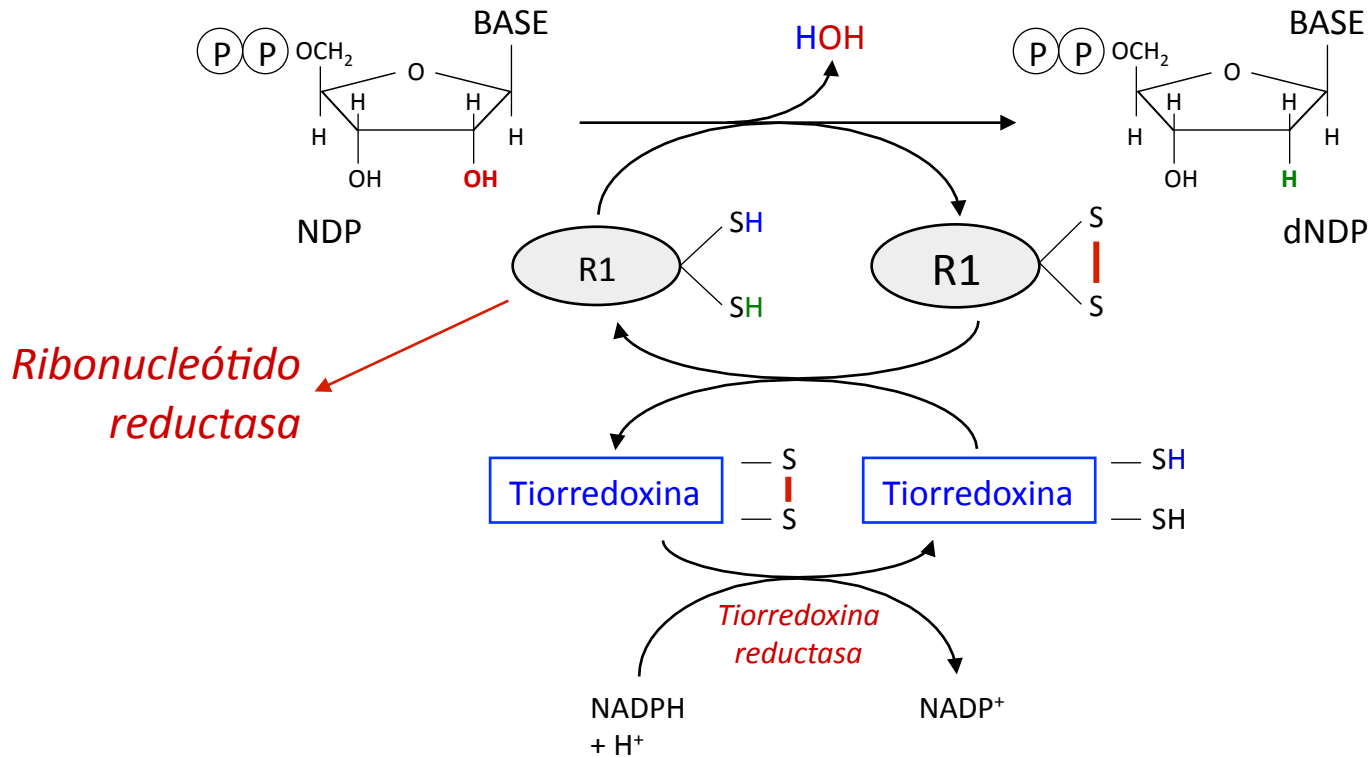 BASE
P P OCH₂
O
H H H H
OH OH
NDP
HOH
BASE
P P OCH₂
O
H H H
OH H
dNDP
R1
SH
SH
R1
S
S
Ribonucleótido
reductasa
Tiorredoxina
S
S
Tiorredoxina
SH
SH
Tiorredoxina
reductasa
NADPH
+ H⁺
NADP⁺